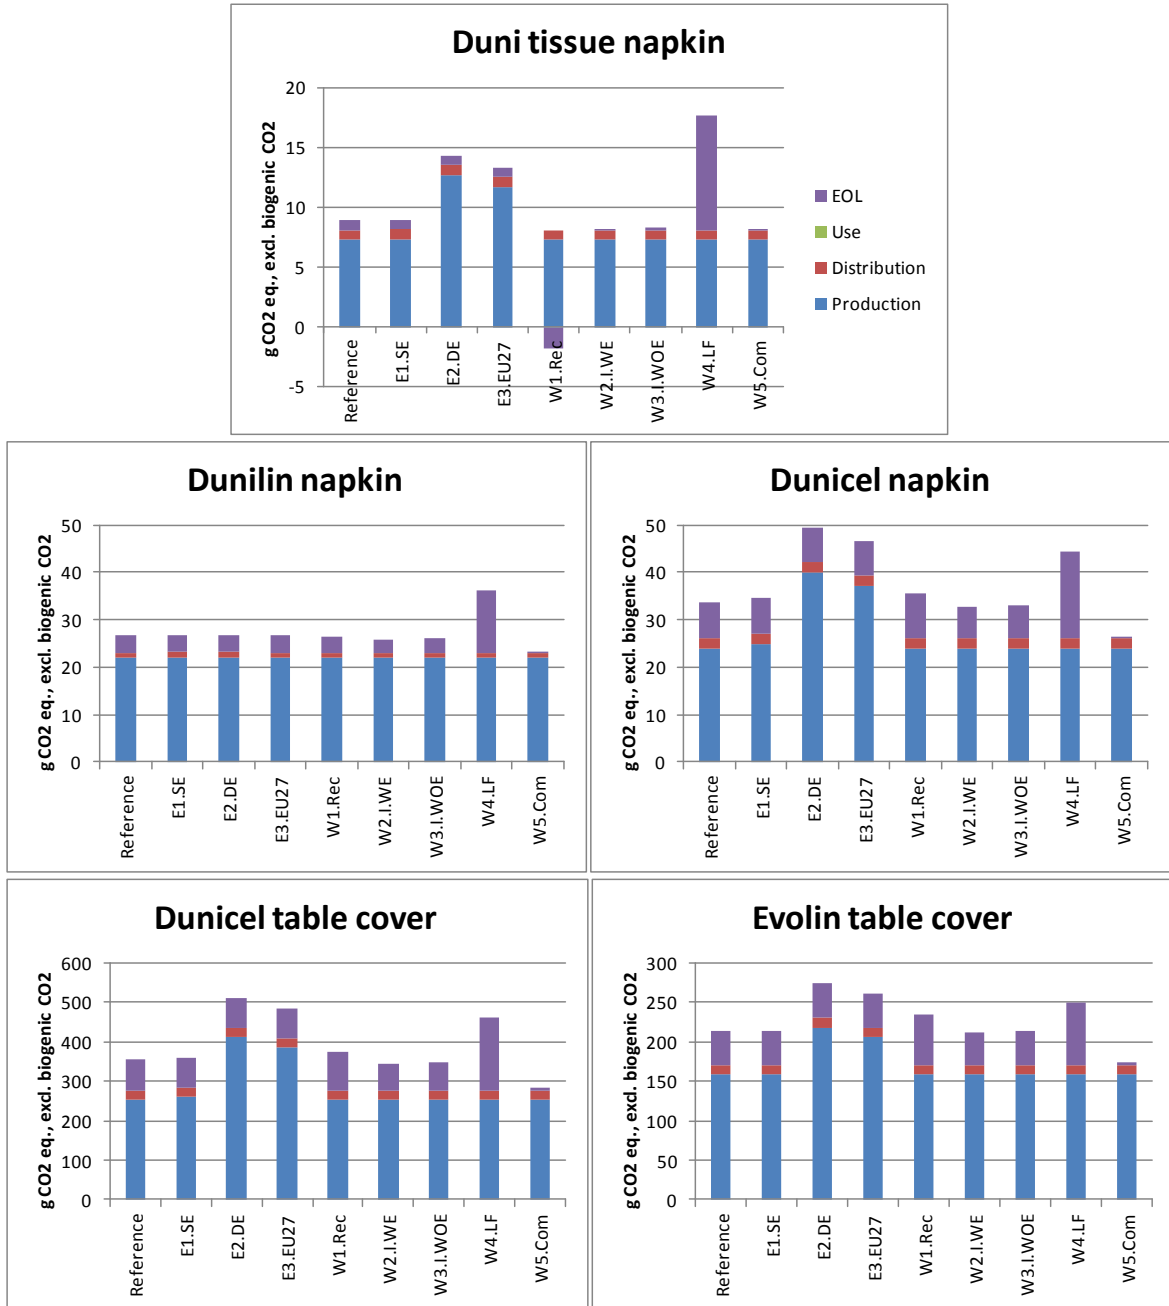 Duni tissue napkin
g CO2 eq., excl. biogenic CO2
20
15
10
5
0
-5
Reference
E1.SE
E2.DE
E3.EU27
W1.Rec
W2.I.WE
W3.I.WOE
W4.LF
W5.Com
EOL
Use
Distribution
Production
Dunilin napkin
g CO2 eq., excl. biogenic CO2
50
40
30
20
10
0
Reference
E1.SE
E2.DE
E3.EU27
W1.Rec
W2.I.WE
W3.I.WOE
W4.LF
W5.Com
Dunicel napkin
g CO2 eq., excl. biogenic CO2
50
40
30
20
10
0
Reference
E1.SE
E2.DE
E3.EU27
W1.Rec
W2.I.WE
W3.I.WOE
W4.LF
W5.Com
Dunicel table cover
g CO2 eq., excl. biogenic CO2
600
500
400
300
200
100
0
Reference
E1.SE
E2.DE
E3.EU27
W1.Rec
W2.I.WE
W3.I.WOE
W4.LF
W5.Com
Evolin table cover
g CO2 eq., excl. biogenic CO2
300
250
200
150
100
50
0
Reference
E1.SE
E2.DE
E3.EU27
W1.Rec
W2.I.WE
W3.I.WOE
W4.LF
W5.Com